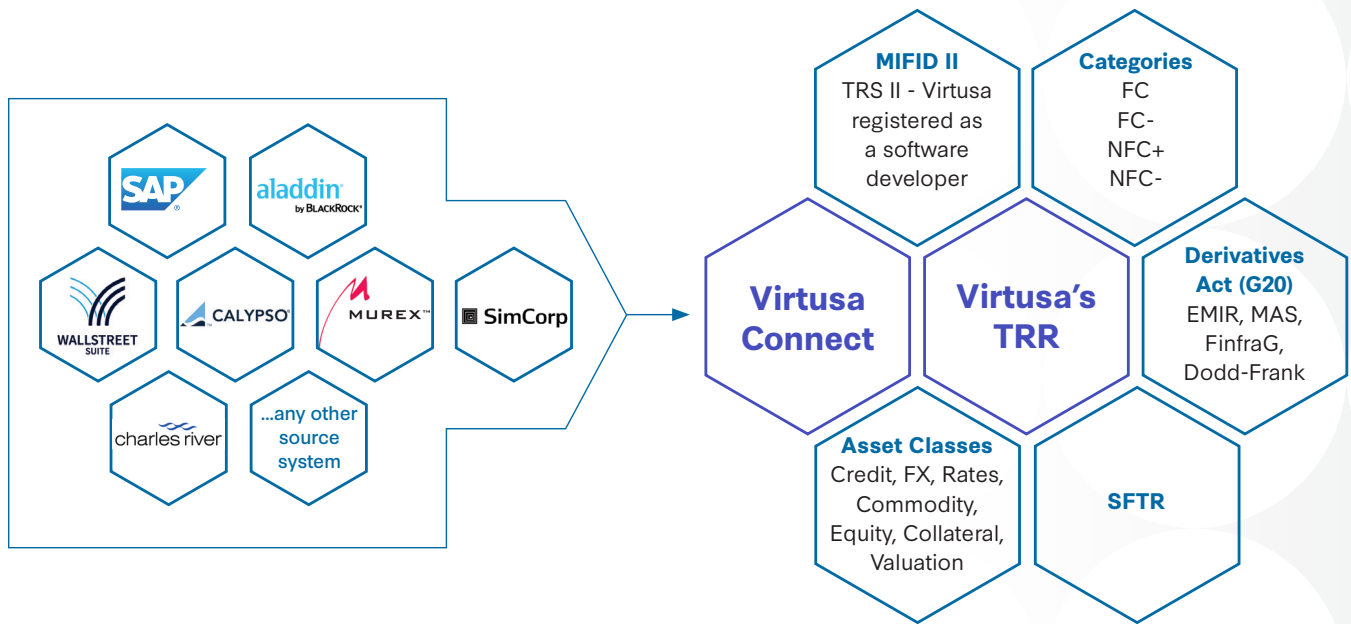 SAP
®
aladdin®
by BLACKROCK®
WALLSTREET
SUITE
CALYPSO®
™
MUREX™
SimCorp
charles river
...any other
source
system
MIFID II
TRS II - Virtusa
registered as
a software
developer
Categories
FC
FC-
NFC+
NFC-
Virtusa
Connect
Virtusa’s
TRR
Derivatives
Act (G20)
EMIR, MAS,
FinfraG,
Dodd-Frank
Asset Classes
Credit, FX, Rates,
Commodity,
Equity, Collateral,
Valuation
SFTR